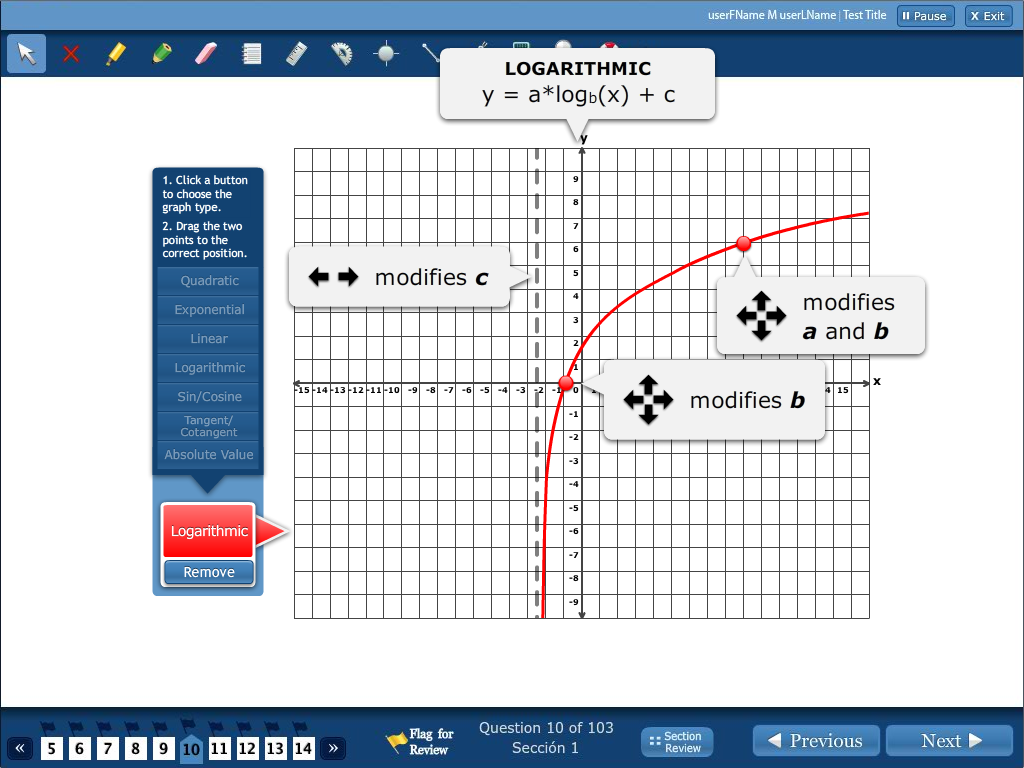 userFName M userLName | Test Title
Pause
X Exit
LOGARITHMIC
y = a*logb(x) + c
1. Click a button
to choose the
graph type.
2. Drag the two
points to the
correct position.
Quadratic
Exponential
Linear
Logarithmic
Sin/Cosine
Tangent/
Cotangent
Absolute Value
Logarithmic
Remove
y
9
8
7
6
5
4
3
2
1
modifies c
modifies
a and b
modifies b
-15 -14 -13 -12 -11 -10 -9 -8 -7 -6 -5 -4 -3 -2 -1 0
15
x
-1
-2
-3
-4
-5
-6
-7
-8
-9
« 5 6 7 8 9 10 11 12 13 14 »
Flag for
Review
Question 10 of 103
Sección 1
Section
Review
Previous
Next